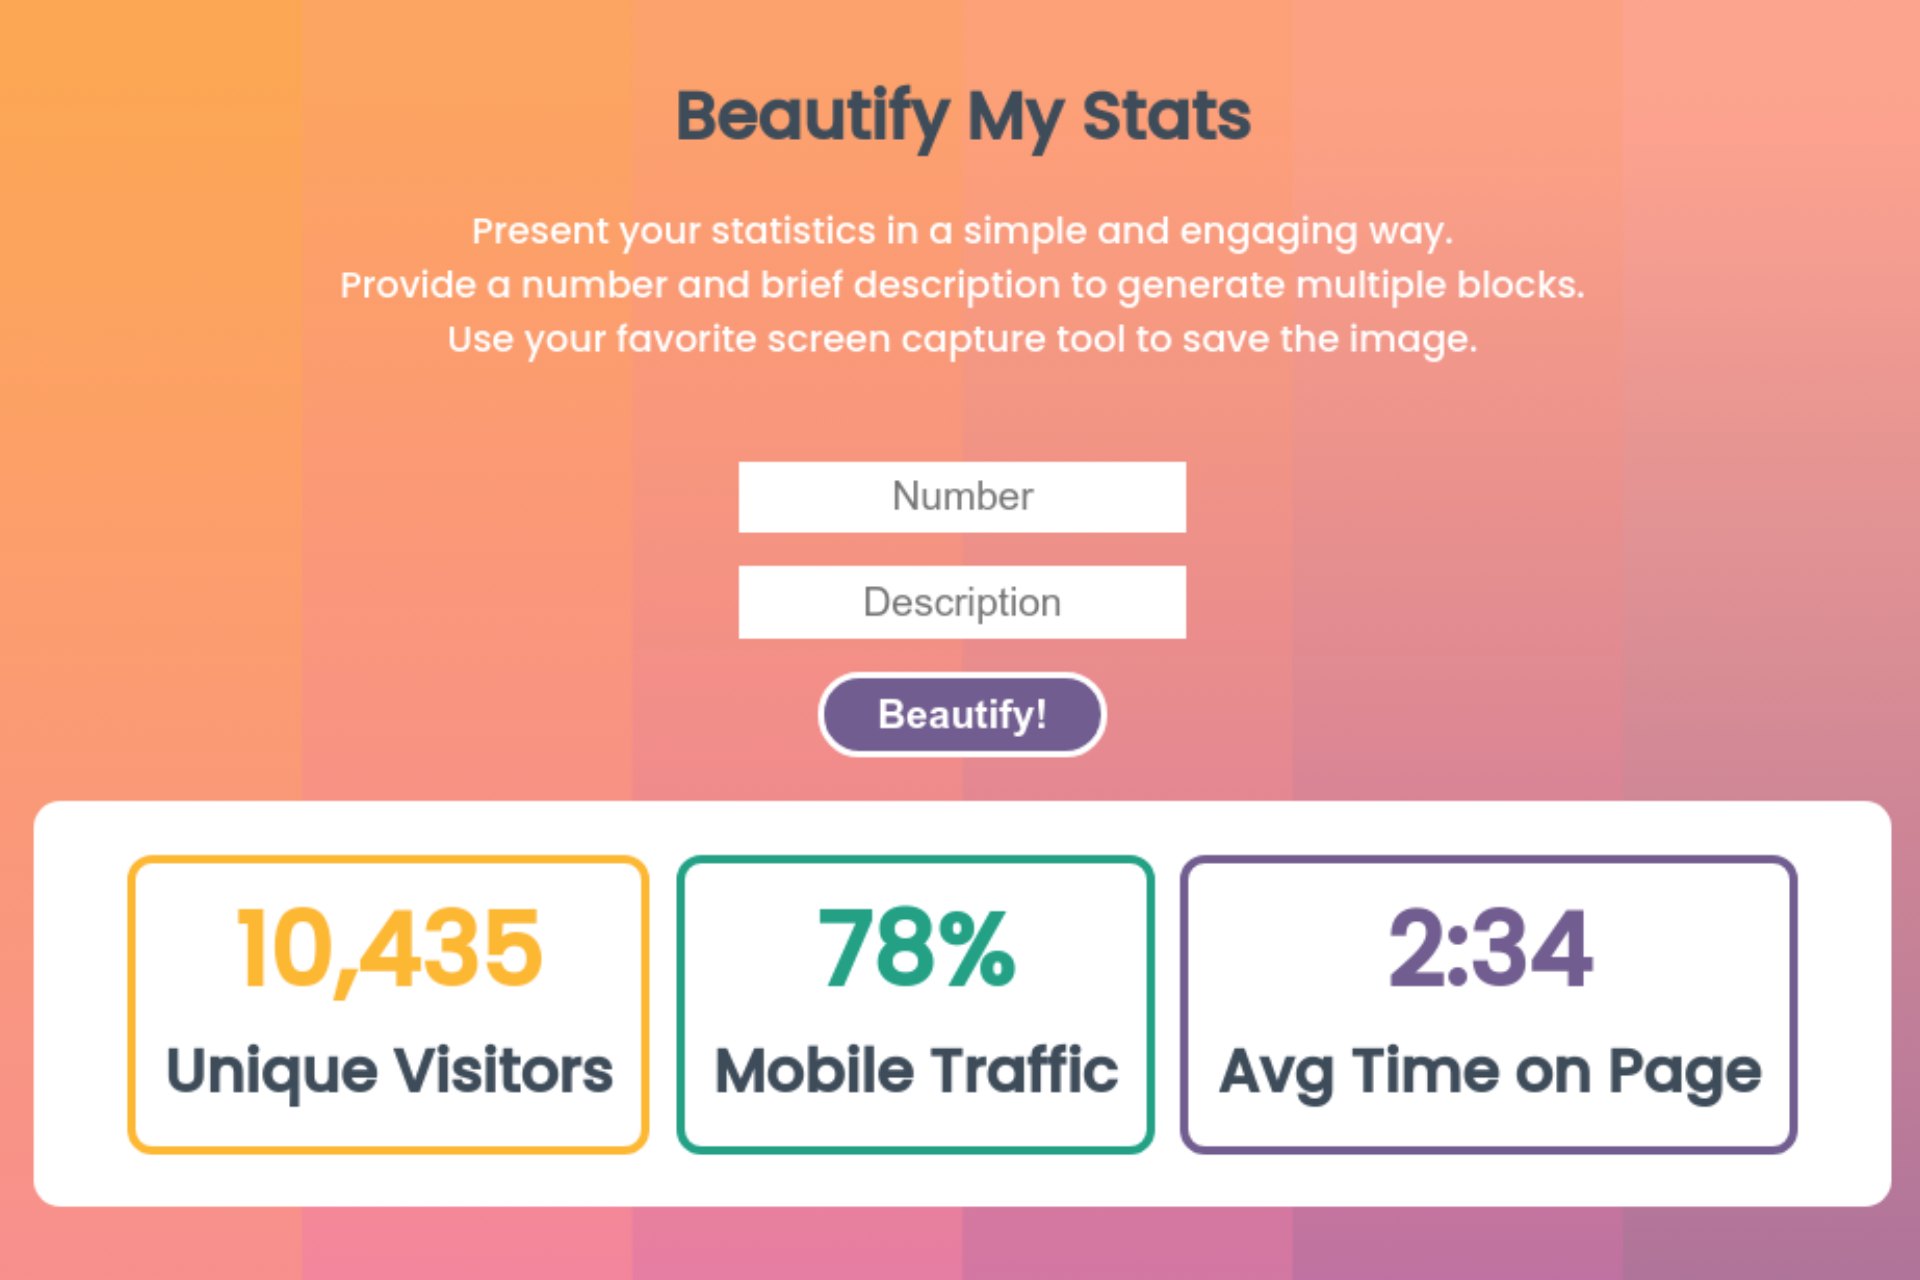 Beautify My Stats
Present your statistics in a simple and engaging way.
Provide a number and brief description to generate multiple blocks.
Use your favorite screen capture tool to save the image.
Number
Description
Beautify!
10,435
Unique Visitors
78%
Mobile Traffic
2:34
Avg Time on Page